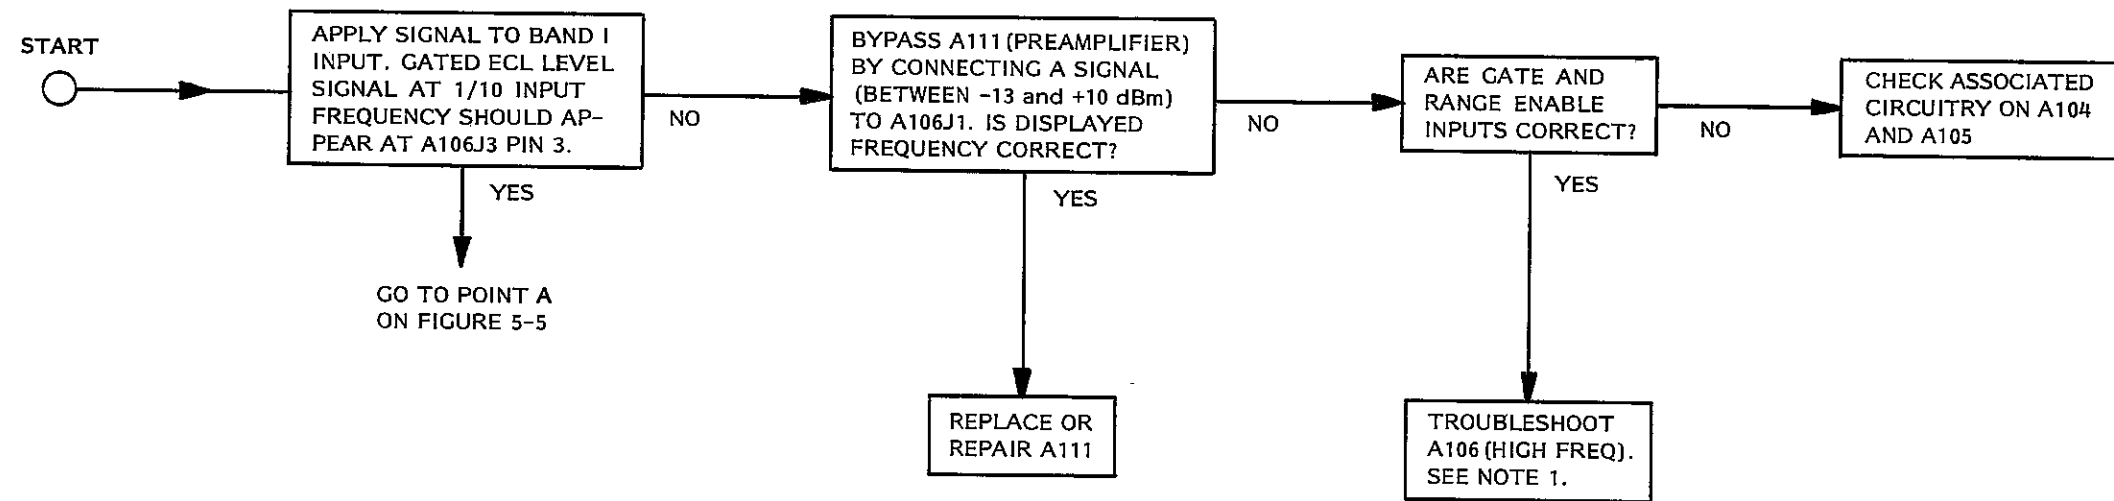 START
APPLY SIGNAL TO BAND I
INPUT. GATED ECL LEVEL
SIGNAL AT 1/10 INPUT
FREQUENCY SHOULD AP-
PEAR AT A106J3 PIN 3.
NO
YES
GO TO POINT A
ON FIGURE 5-5
BYPASS A111 (PREAMPLIFIER)
BY CONNECTING A SIGNAL
(BETWEEN -13 and +10 dBm)
TO A106J1. IS DISPLAYED
FREQUENCY CORRECT?
NO
YES
REPLACE OR
REPAIR A111
ARE GATE AND
RANGE ENABLE
INPUTS CORRECT?
NO
YES
TROUBLESHOOT
A106 (HIGH FREQ).
SEE NOTE 1.
CHECK ASSOCIATED
CIRCUITRY ON A104
AND A105